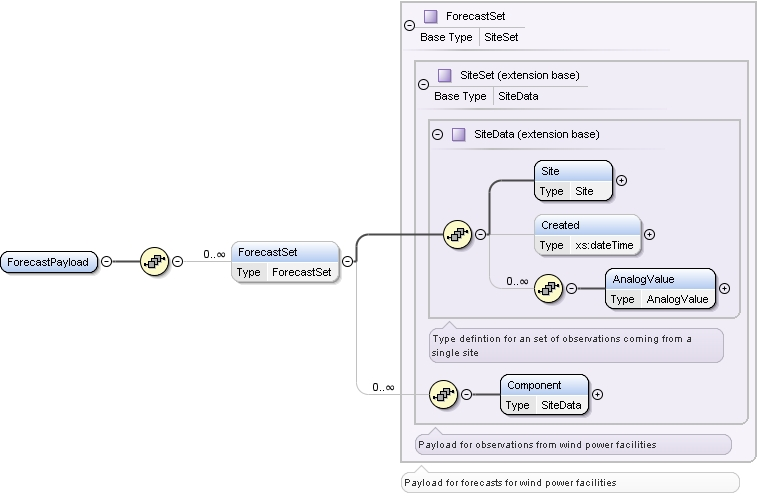 ForecastSet
Base Type SiteSet
SiteSet (extension base)
Base Type SiteData
SiteData (extension base)
Site
Type Site
Created
Type xs:dateTime
0..∞
AnalogValue
Type AnalogValue
ForecastPayload
0..∞
ForecastSet
Type ForecastSet
Type defintion for an set of observations coming from a
single site
0..∞
Component
Type SiteData
Payload for observations from wind power facilities
Payload for forecasts for wind power facilities